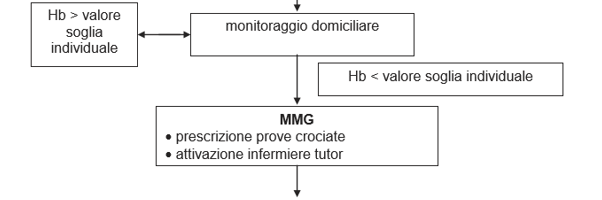 Hb > valore
soglia
individuale
monitoraggio domiciliare
Hb < valore soglia individuale
MMG
• prescrizione prove crociate
• attivazione infermiere tutor